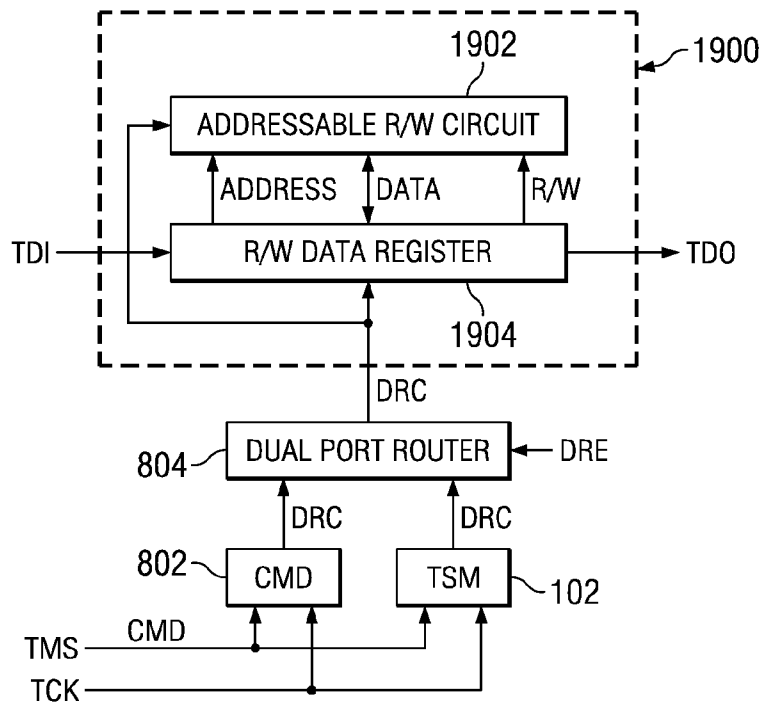 1902
1900
ADDRESSABLE R/W CIRCUIT
ADDRESS
DATA
R/W
TDI
R/W DATA REGISTER
TDO
1904
DRC
804
DUAL PORT ROUTER
DRE
DRC
DRC
802
CMD
TSM
102
CMD
TMS
TCK